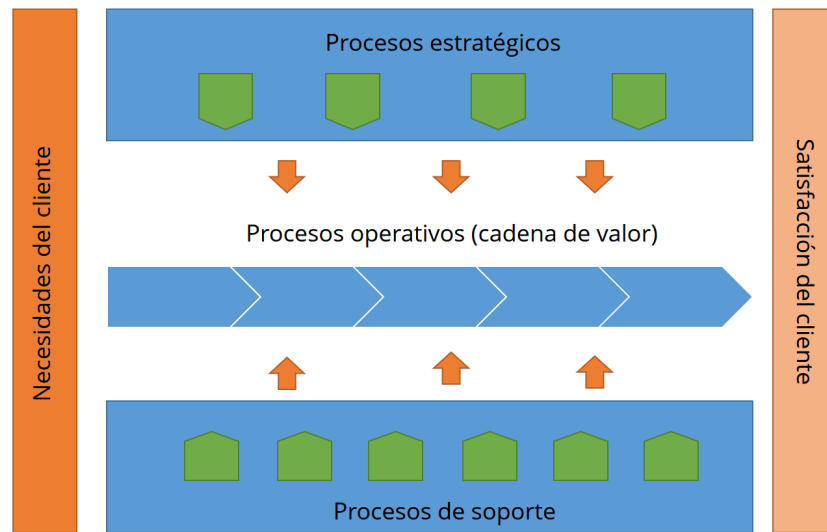 Necesidades del cliente
Procesos estratégicos
Procesos operativos (cadena de valor)
Procesos de soporte
Satisfacción del cliente